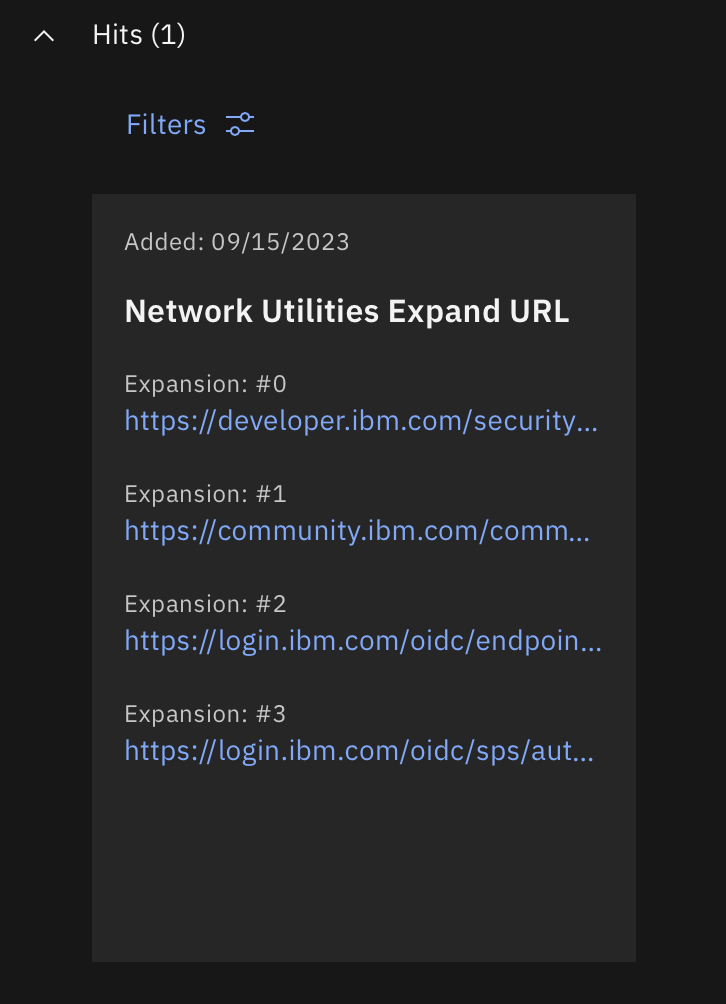 Hits (1)
Filters
Added: 09/15/2023
Network Utilities Expand URL
Expansion: #0
https://developer.ibm.com/security...
Expansion: #1
https://community.ibm.com/comm...
Expansion: #2
https://login.ibm.com/oidc/endpoin...
Expansion: #3
https://login.ibm.com/oidc/sps/aut...